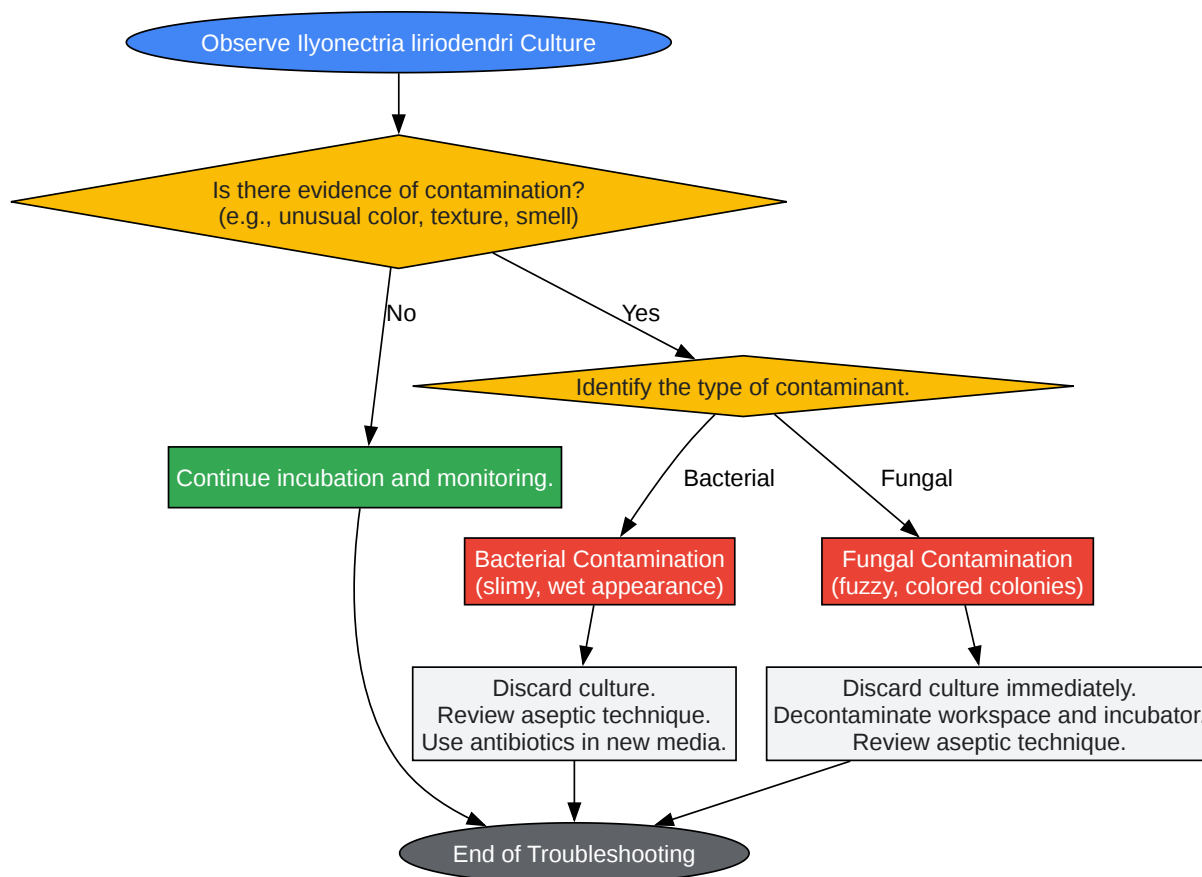 Observe Ilyonectria liriodendri Culture
Is there evidence of contamination?
(e.g., unusual color, texture, smell)
No
Yes
Identify the type of contaminant.
Continue incubation and monitoring.
Bacterial
Fungal
Bacterial Contamination
(slimy, wet appearance)
Fungal Contamination
(fuzzy, colored colonies)
Discard culture.
Review aseptic technique.
Use antibiotics in new media.
Discard culture immediately.
Decontaminate workspace and incubator.
Review aseptic technique.
End of Troubleshooting